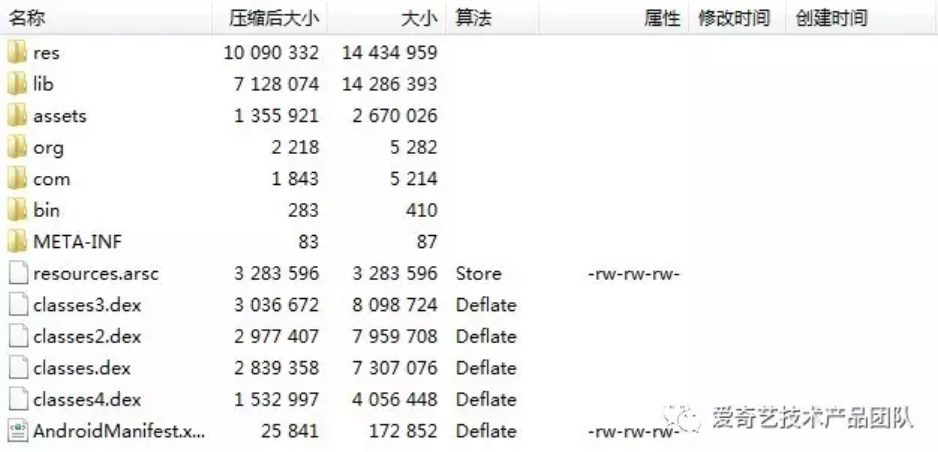 名称 压缩后大小 大小 算法 属性 修改时间 创建时间
res 10 090 332 14 434 959
lib 7 128 074 14 286 393
assets 1 355 921 2 670 026
org 2 218 5 282
com 1 843 5 214
bin 283 410
META-INF 83 87
resources.arsc 3 283 596 3 283 596 Store -rw-rw-rw-
classes3.dex 3 036 672 8 098 724 Deflate
classes2.dex 2 977 407 7 959 708 Deflate
classes.dex 2 839 358 7 307 076 Deflate
classes4.dex 1 532 997 4 056 448 Deflate
AndroidManifest.x... 25 841 172 852 Deflate -rw-rw-rw-
爱奇艺技术产品团队